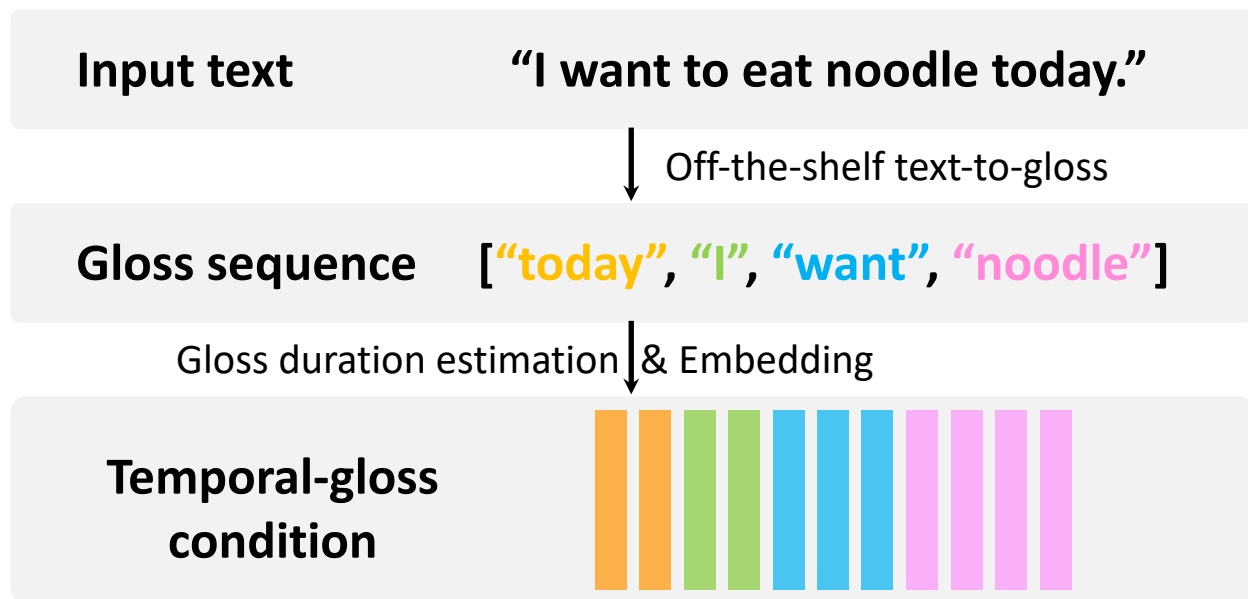 Input text “I want to eat noodle today.”
Off-the-shelf text-to-gloss
Gloss sequence [“today”, “I”, “want”, “noodle”]
Gloss duration estimation & Embedding
Temporal-gloss
condition